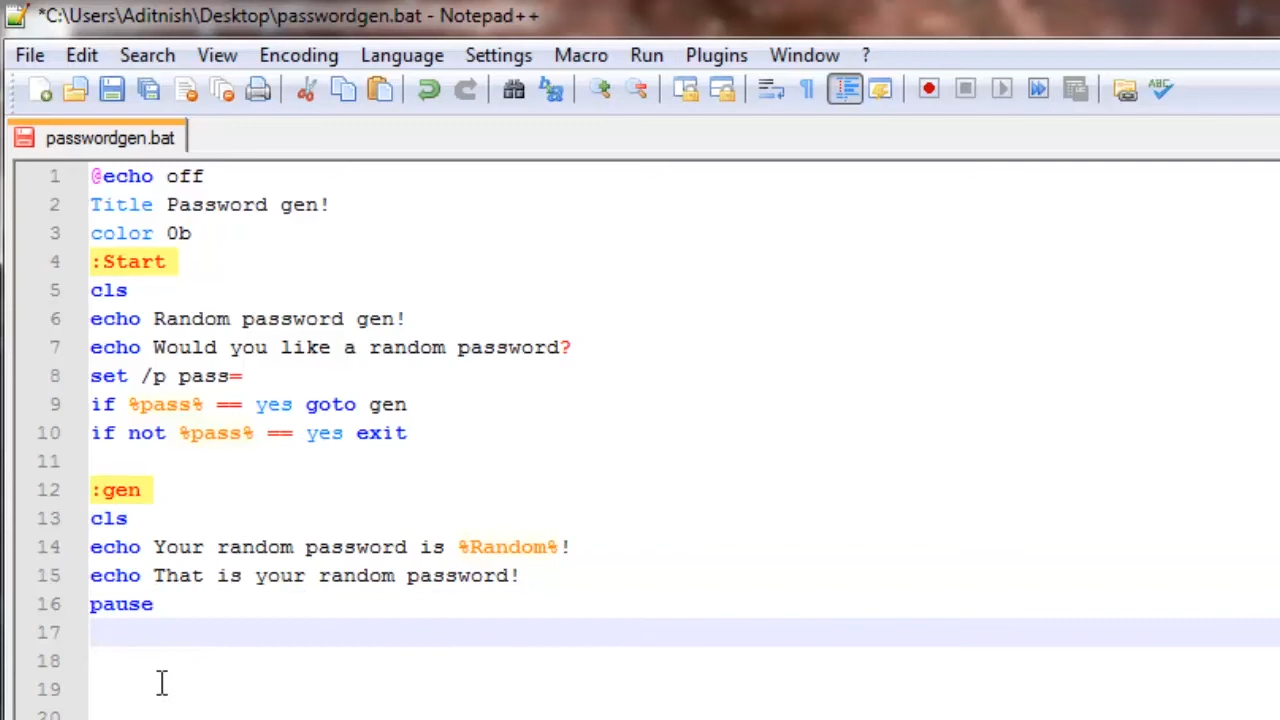 *C:\Users\Aditnish\Desktop\passwordgen.bat - Notepad++
File Edit Search View Encoding Language Settings Macro Run Plugins Window ?
ABC
passwordgen.bat
1 @echo off
2 Title Password gen!
3 color 0b
4 :Start
5 cls
6 echo Random password gen!
7 echo Would you like a random password?
8 set /p pass=
9 if %pass% == yes goto gen
10 if not %pass% == yes exit
11
12 :gen
13 cls
14 echo Your random password is %Random%!
15 echo That is your random password!
16 pause
17
18
19
20